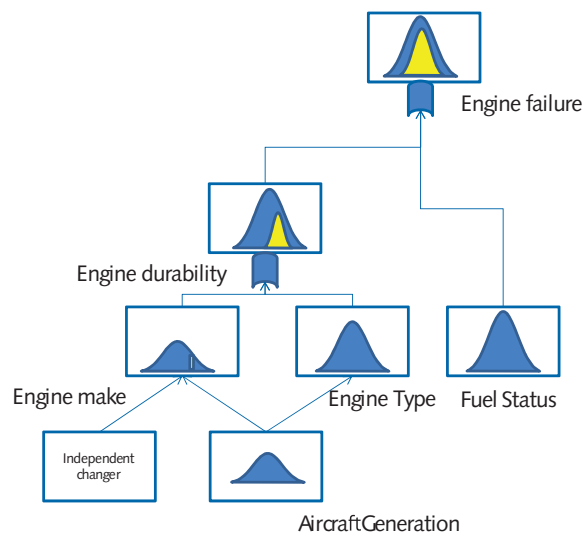 Engine failure
Engine durability
Engine make
Engine Type
Fuel Status
Independent
changer
AircraftGeneration